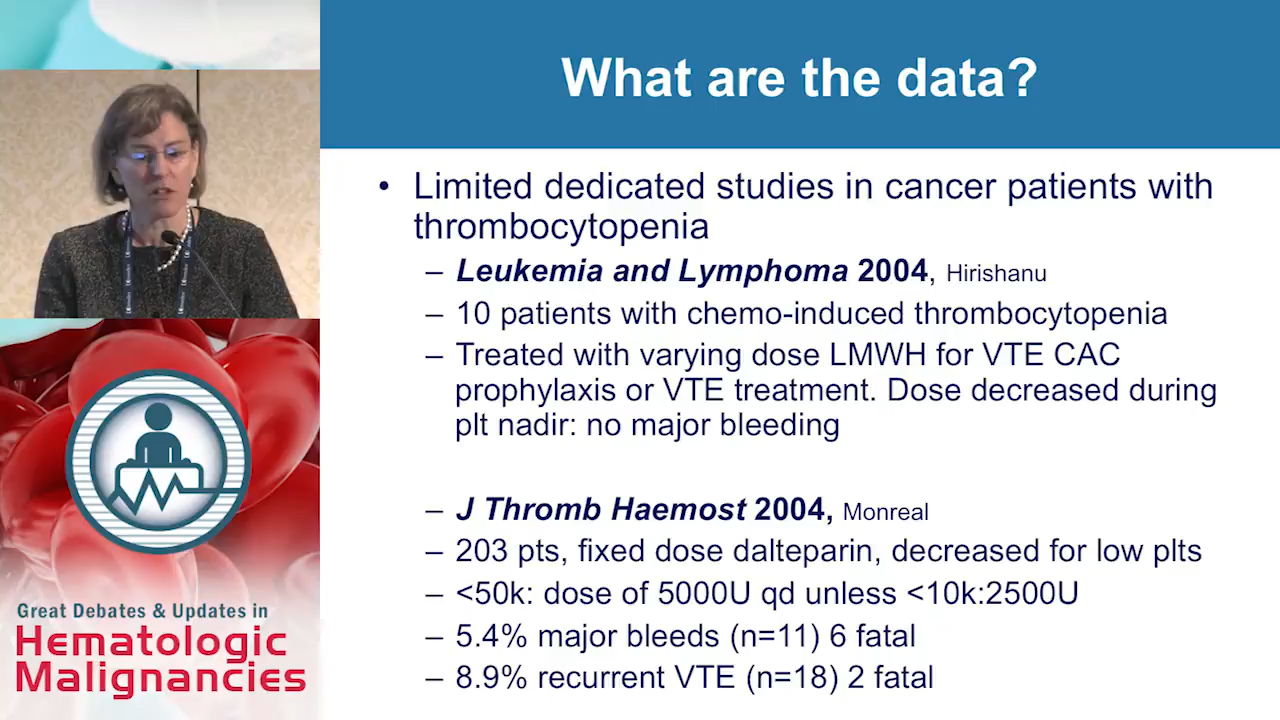 What are the data?
• Limited dedicated studies in cancer patients with
thrombocytopenia
– Leukemia and Lymphoma 2004, Hirishanu
– 10 patients with chemo-induced thrombocytopenia
– Treated with varying dose LMWH for VTE CAC
prophylaxis or VTE treatment. Dose decreased during
plt nadir: no major bleeding
– J Thromb Haemost 2004, Monreal
– 203 pts, fixed dose dalteparin, decreased for low plts
– <50k: dose of 5000U qd unless <10k:2500U
– 5.4% major bleeds (n=11) 6 fatal
– 8.9% recurrent VTE (n=18) 2 fatal
Great Debates & Updates in
Hematologic
Malignancies